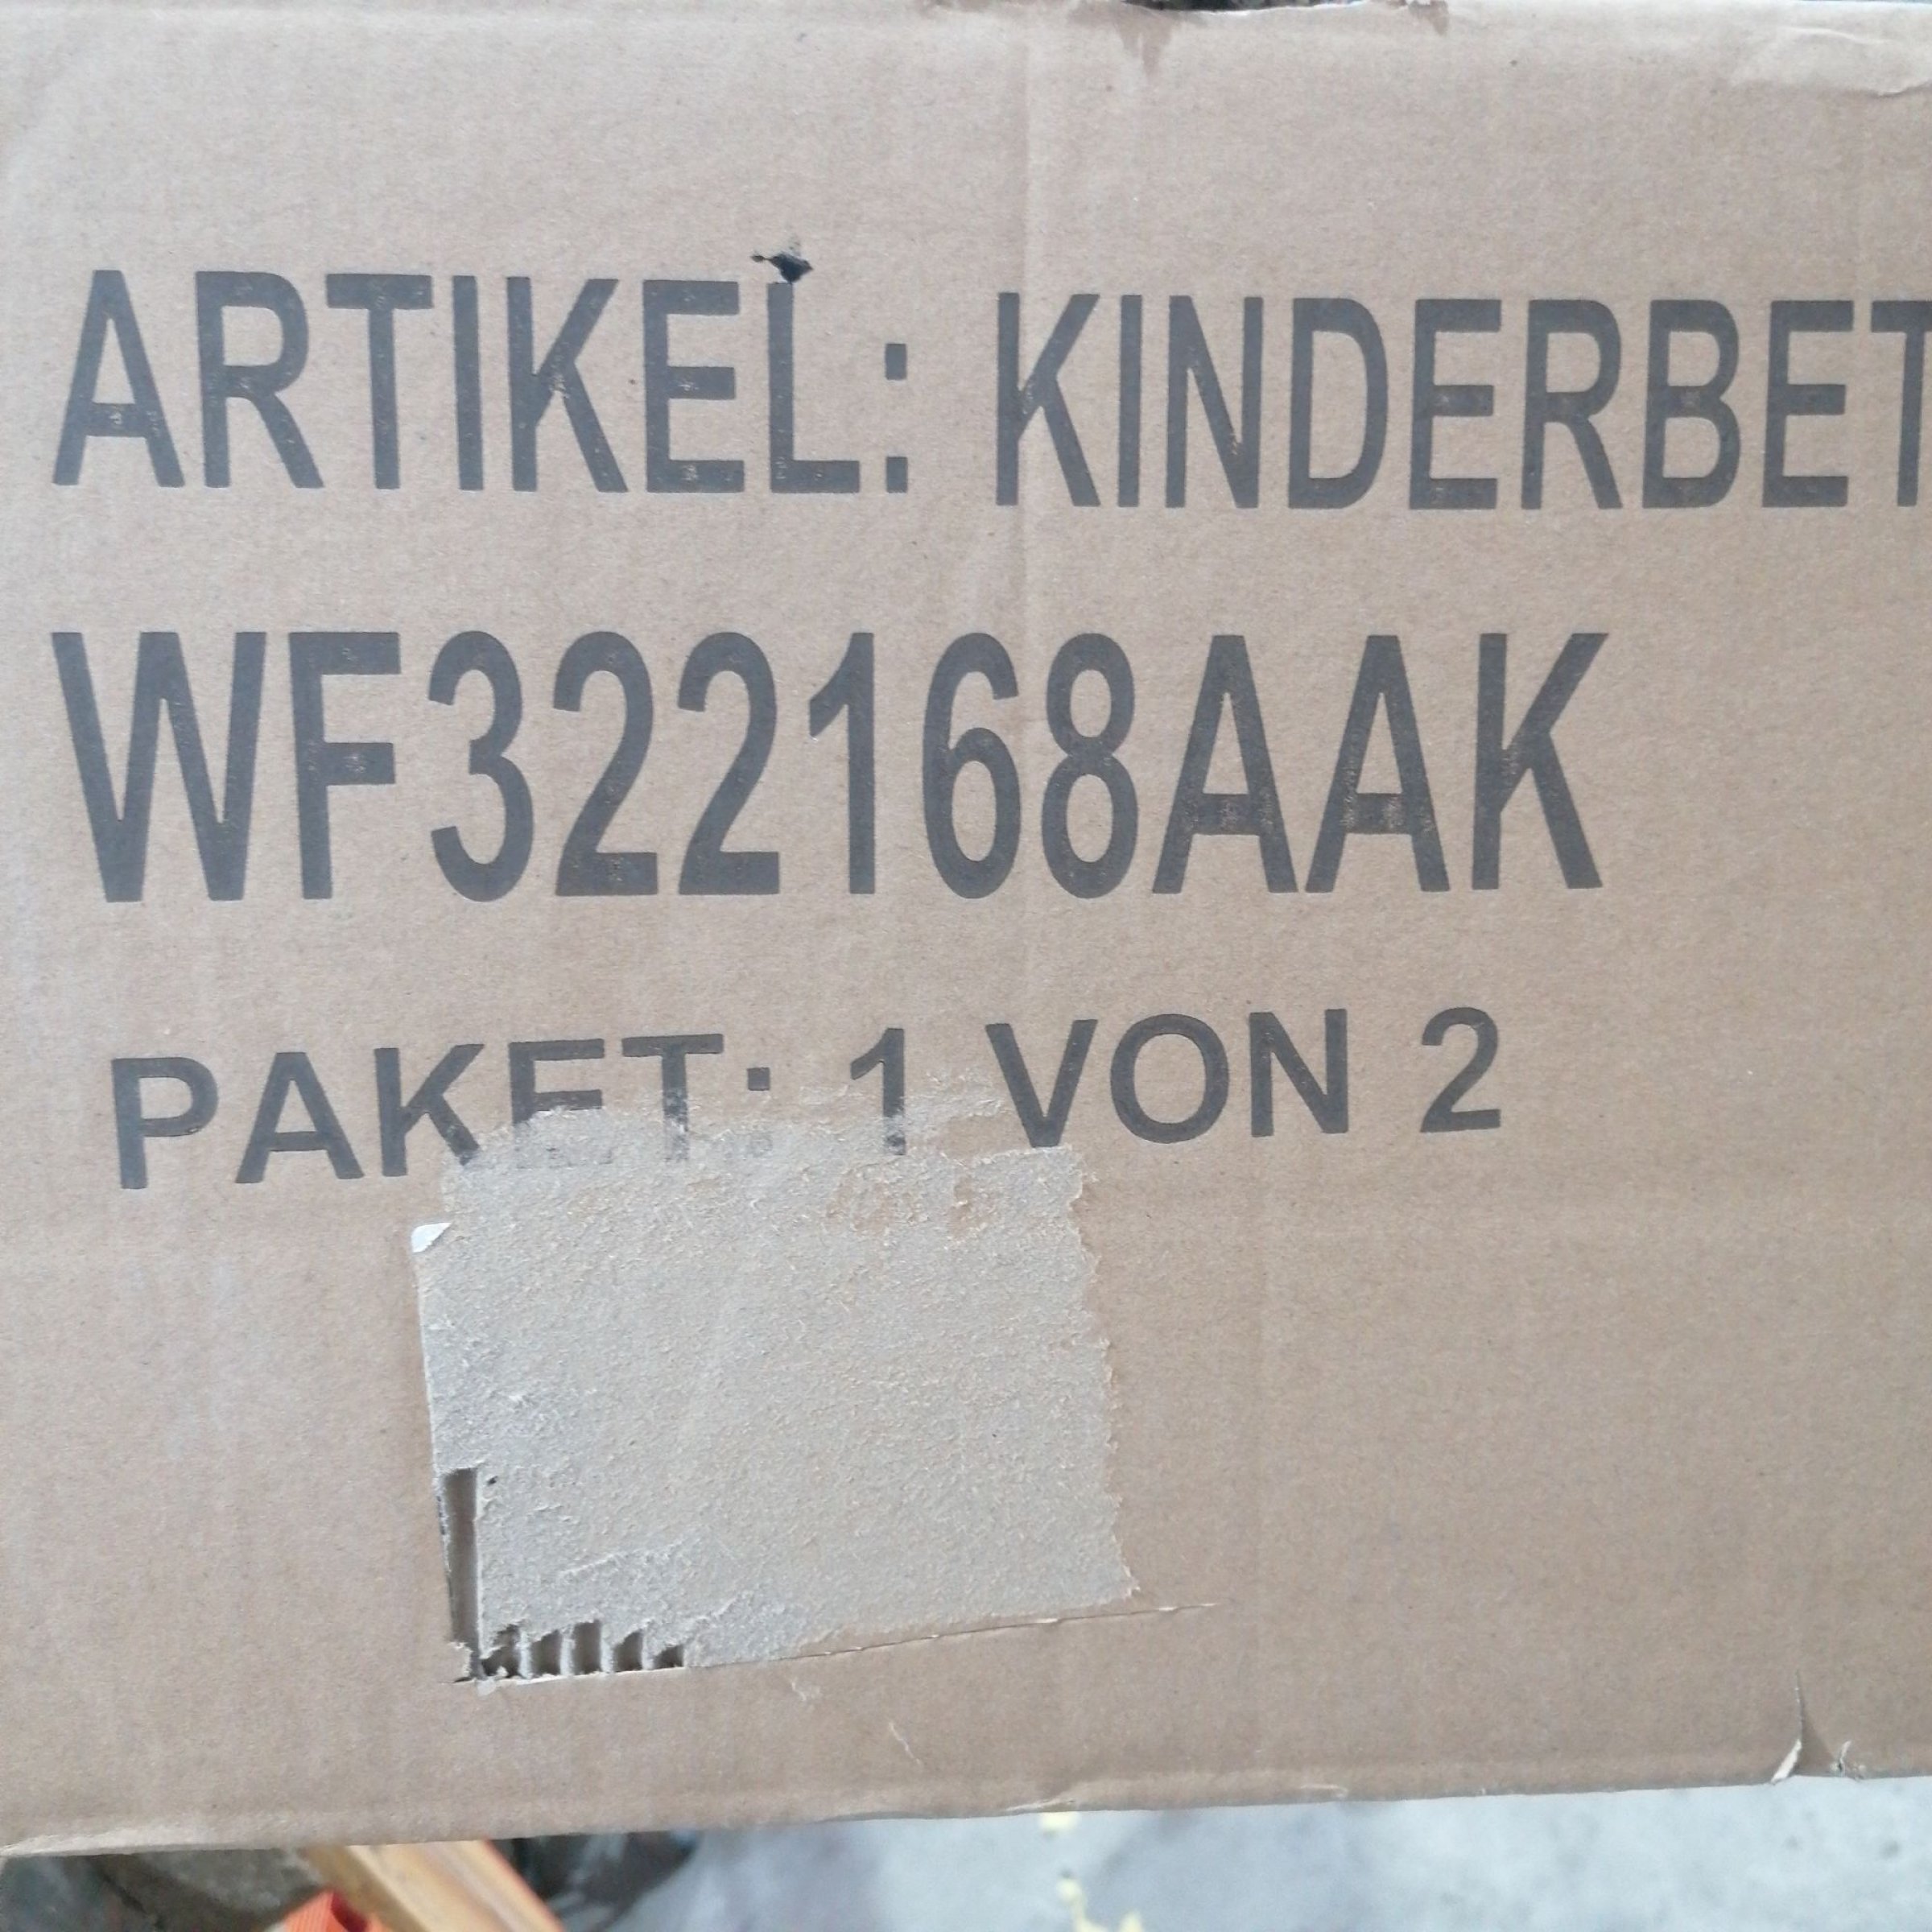 ARTIKEL: KINDERBET
WF322168AAK
PAKET: 1 VON 2